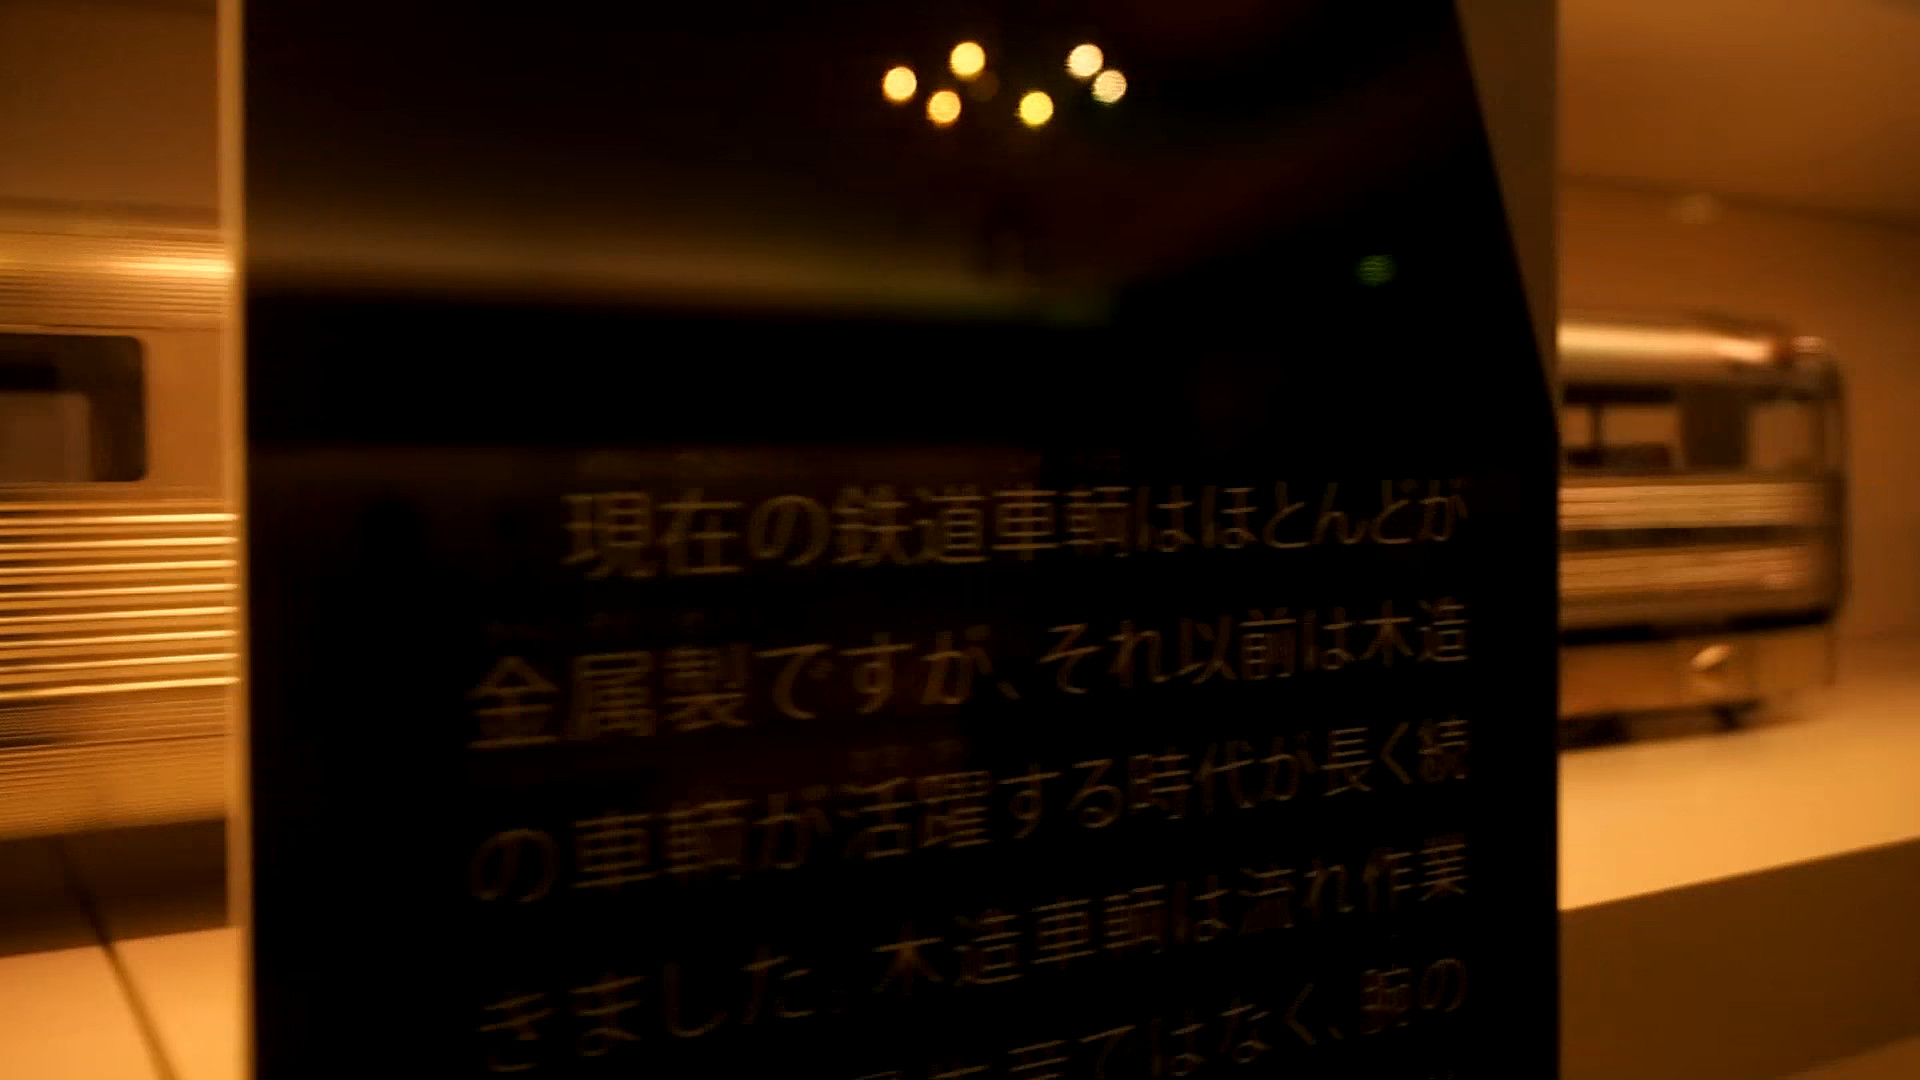 現在の鉄道車輌はほとんどが
金属製ですが、それ以前は木造
の車輌が活躍する時代が長く続
きました。木造車輌は流れ作業
てはなく、腕の